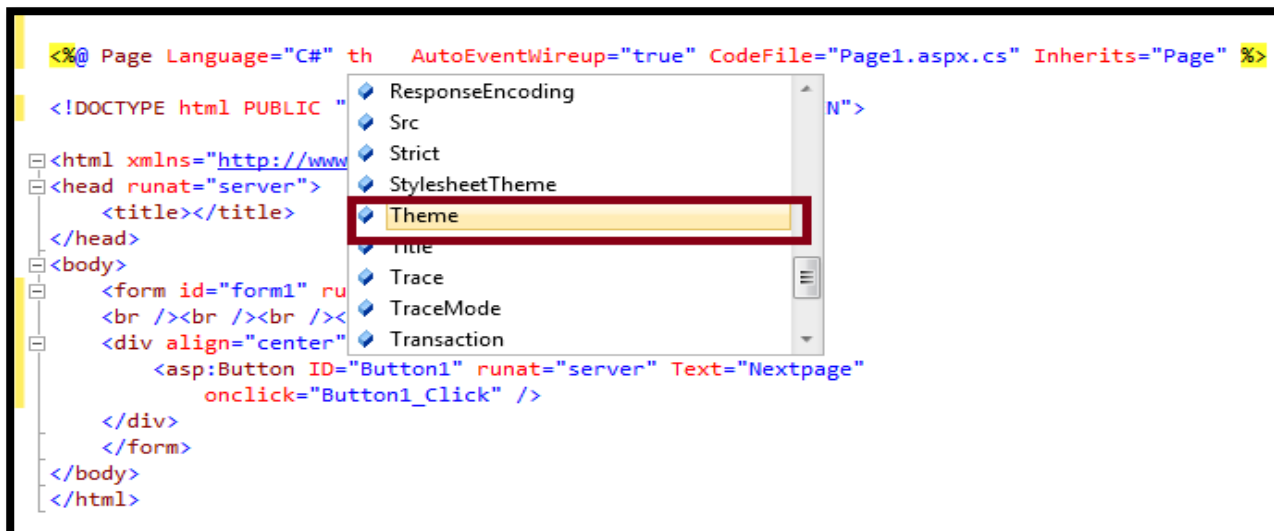 <%@ Page Language="C#" th   AutoEventWireup="true" CodeFile="Page1.aspx.cs" Inherits="Page" %>
<!DOCTYPE html PUBLIC " N">
<html xmlns="http://www
<head runat="server">
<title></title>
</head>
<body>
<form id="form1" ru
<br /><br /><br /><
<div align="center"
<asp:Button ID="Button1" runat="server" Text="Nextpage"
onclick="Button1_Click" />
</div>
</form>
</body>
</html>
ResponseEncoding
Src
Strict
StylesheetTheme
Theme
Title
Trace
TraceMode
Transaction